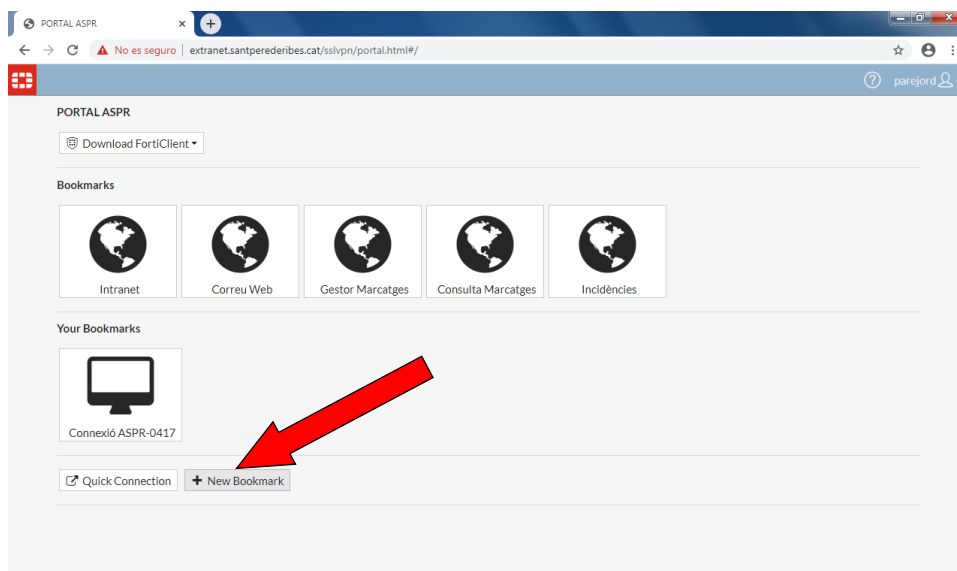 PORTAL ASPR
No es seguro | extranet.santperederibes.cat/sslvpn/portal.html#/
parejord
PORTAL ASPR
Download FortiClient
Bookmarks
Intranet
Correu Web
Gestor Marcatges
Consulta Marcatges
Incidències
Your Bookmarks
Connexió ASPR-0417
Quick Connection
+ New Bookmark